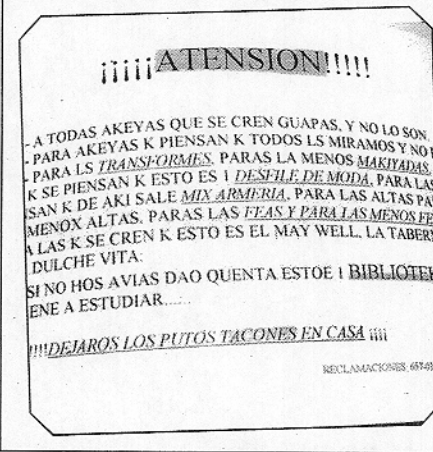 ¡¡¡¡¡ATENSION!!!!!
- A TODAS AKEYAS QUE SE CREN GUAPAS, Y NO LO SON.
- PARA AKEYAS K PIENSAN K TODOS LS MIRAMOS Y NO
- PARA LS TRANSFORMES, PARAS LA MENOS MAKIYADAS,
K SE PIENSAN K ESTO ES 1 DESFILE DE MODA, PARA LAS
SAN K DE AKI SALE MIX ARMERIA, PARA LAS ALTAS PA
MENOX ALTAS, PARAS LAS FEAS Y PARA LAS MENOS FE
A LAS K SE CREN K ESTO ES EL MAY WELL, LA TABER
DULCHE VITA:
SI NO HOS AVIAS DAO QUENTA ESTOE 1 BIBLIOTE
ENE A ESTUDIAR......
!!!!DEJAROS LOS PUTOS TACONES EN CASA ¡¡¡¡
RECLAMACIONES